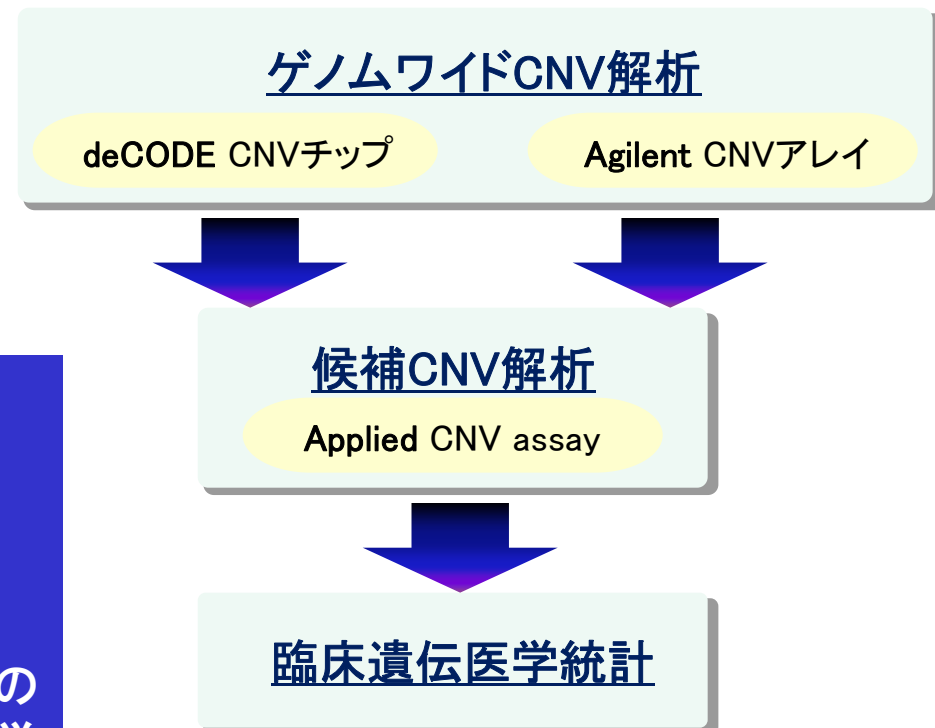 ゲノムワイドCNV解析
deCODE CNVチップ
Agilent CNVアレイ
候補CNV解析
Applied CNV assay
臨床遺伝医学統計
の